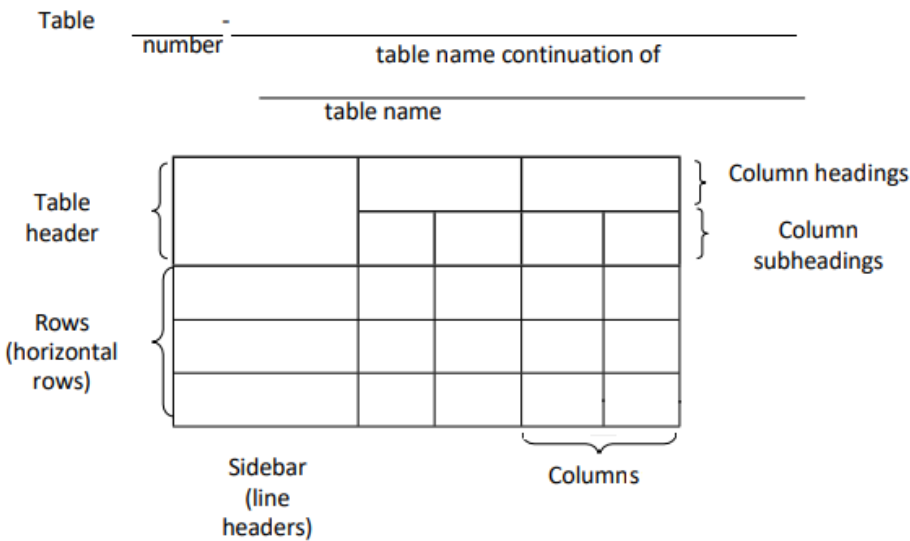 Table
-
number
table name continuation of
table name
Column headings
Table
header
Column
subheadings
Rows
(horizontal
rows)
Sidebar
(line
headers)
Columns